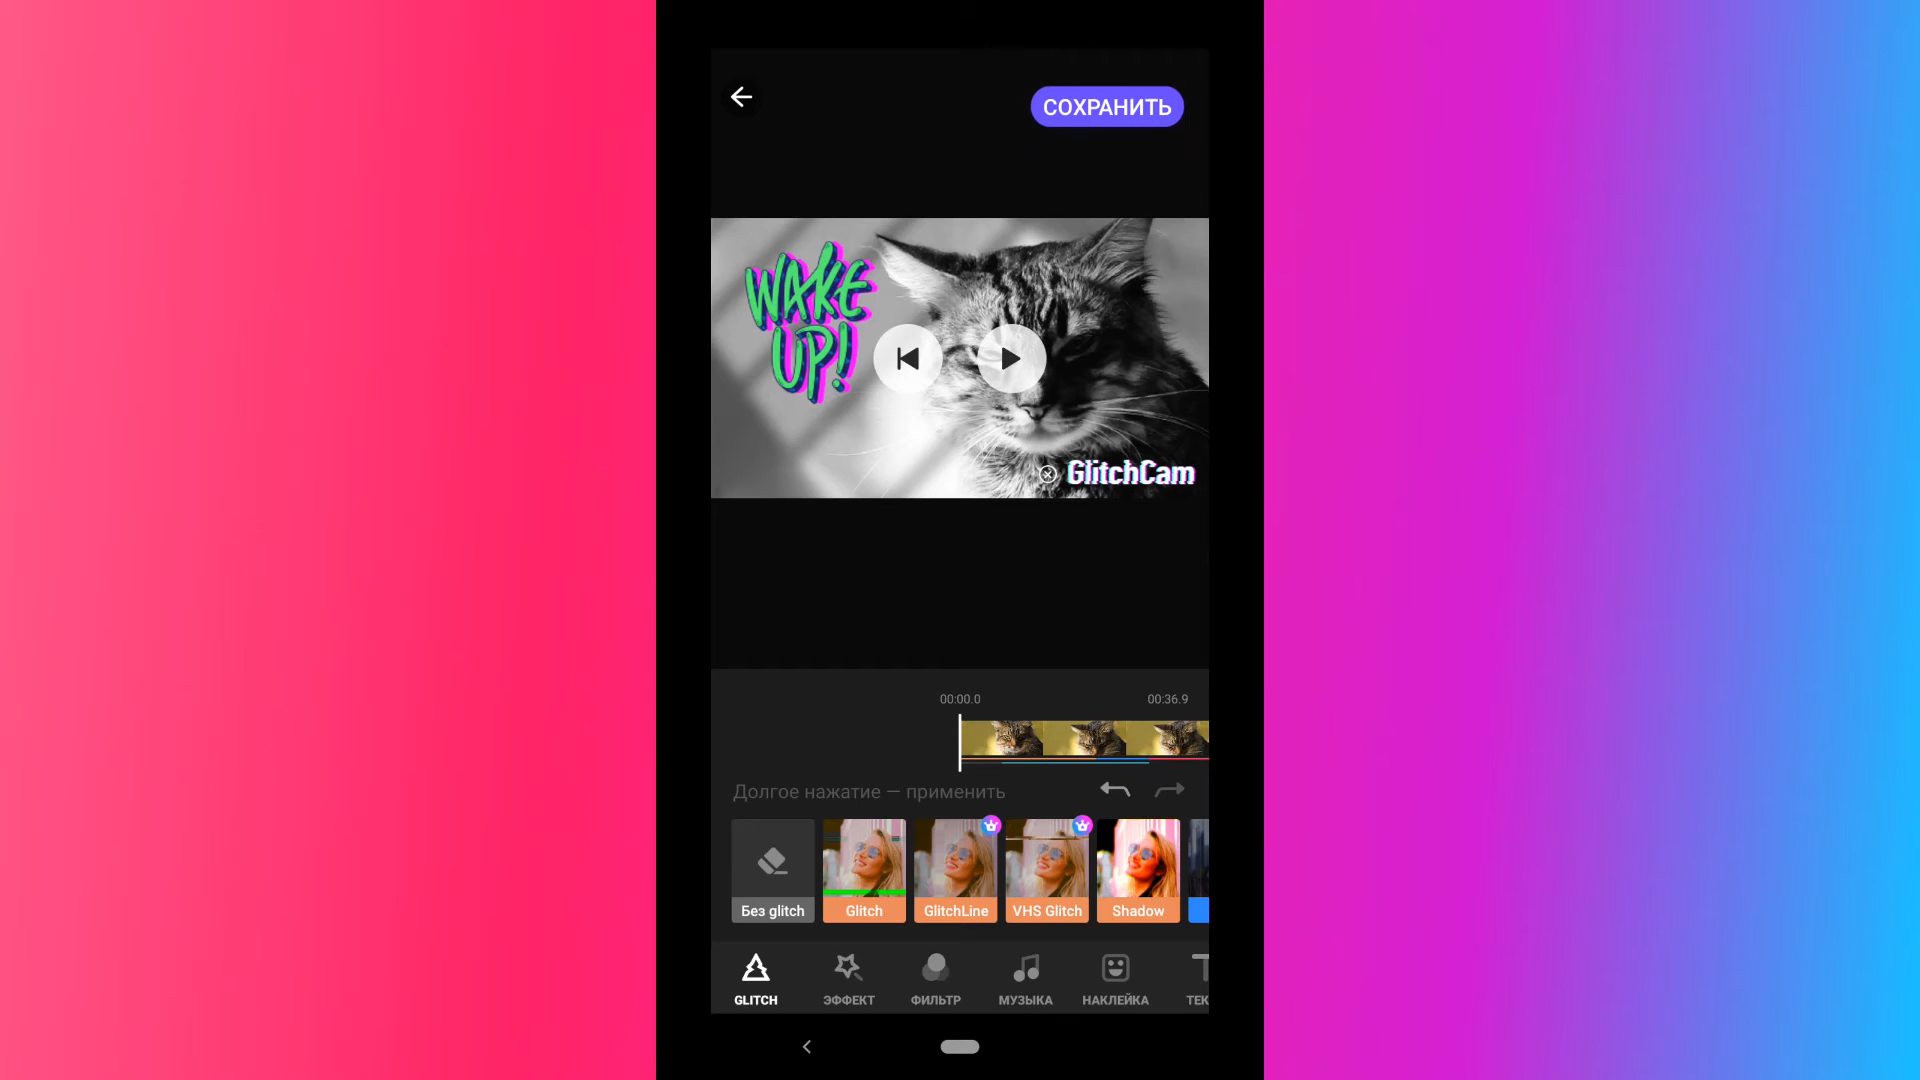 СОХРАНИТЬ
WAKE
UP!
GlitchCam
00:00.0
00:36.9
Долгое нажатие — применить
Без glitch
Glitch
GlitchLine
VHS Glitch
Shadow
GLITCH
ЭФФЕКТ
ФИЛЬТР
МУЗЫКА
НАКЛЕЙКА
ТЕК